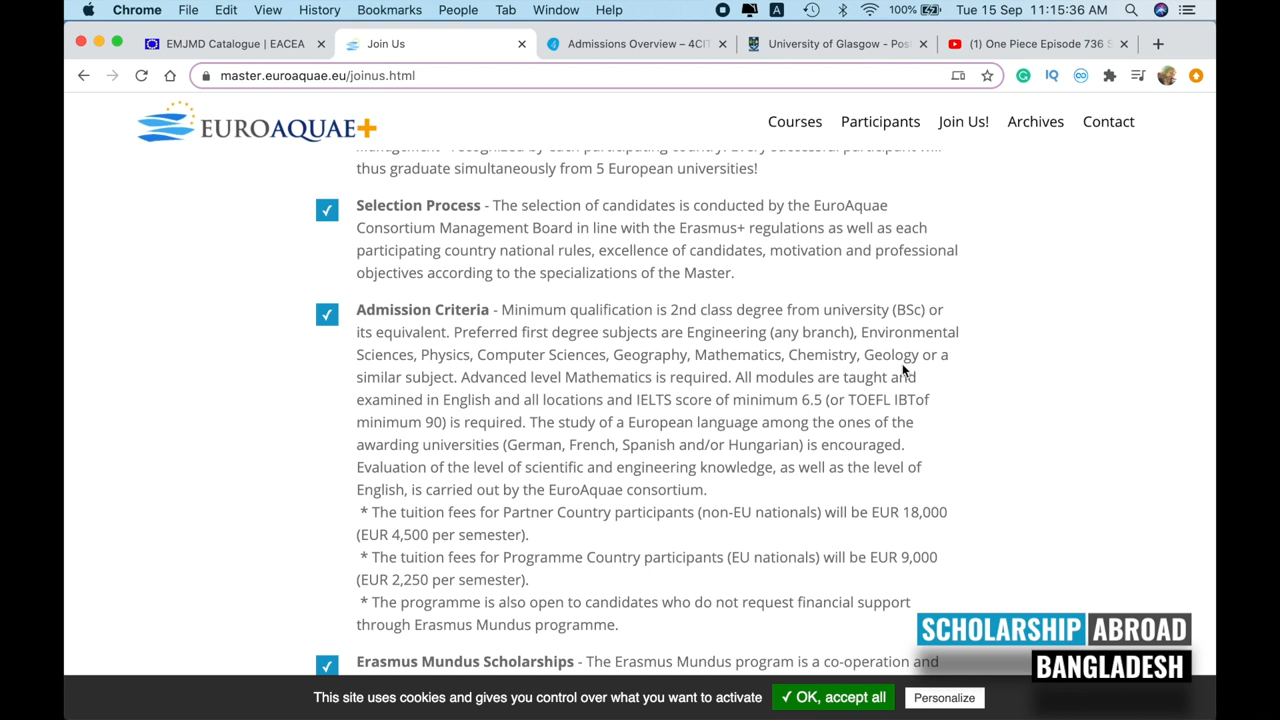 Chrome File Edit View History Bookmarks People Tab Window Help 100% Tue 15 Sep 11:15:36 AM
EMJMD Catalogue | EACEA Join Us Admissions Overview – 4CIT University of Glasgow - Pos (1) One Piece Episode 736 S
master.euroaquae.eu/joinus.html
EUROAQUAE+ Courses Participants Join Us! Archives Contact
thus graduate simultaneously from 5 European universities!
Selection Process - The selection of candidates is conducted by the EuroAquae
Consortium Management Board in line with the Erasmus+ regulations as well as each
participating country national rules, excellence of candidates, motivation and professional
objectives according to the specializations of the Master.
Admission Criteria - Minimum qualification is 2nd class degree from university (BSc) or
its equivalent. Preferred first degree subjects are Engineering (any branch), Environmental
Sciences, Physics, Computer Sciences, Geography, Mathematics, Chemistry, Geology or a
similar subject. Advanced level Mathematics is required. All modules are taught and
examined in English and all locations and IELTS score of minimum 6.5 (or TOEFL IBTof
minimum 90) is required. The study of a European language among the ones of the
awarding universities (German, French, Spanish and/or Hungarian) is encouraged.
Evaluation of the level of scientific and engineering knowledge, as well as the level of
English, is carried out by the EuroAquae consortium.
* The tuition fees for Partner Country participants (non-EU nationals) will be EUR 18,000
(EUR 4,500 per semester).
* The tuition fees for Programme Country participants (EU nationals) will be EUR 9,000
(EUR 2,250 per semester).
* The programme is also open to candidates who do not request financial support
through Erasmus Mundus programme.
Erasmus Mundus Scholarships - The Erasmus Mundus program is a co-operation and
SCHOLARSHIP ABROAD
BANGLADESH
This site uses cookies and gives you control over what you want to activate ✓ OK, accept all Personalize